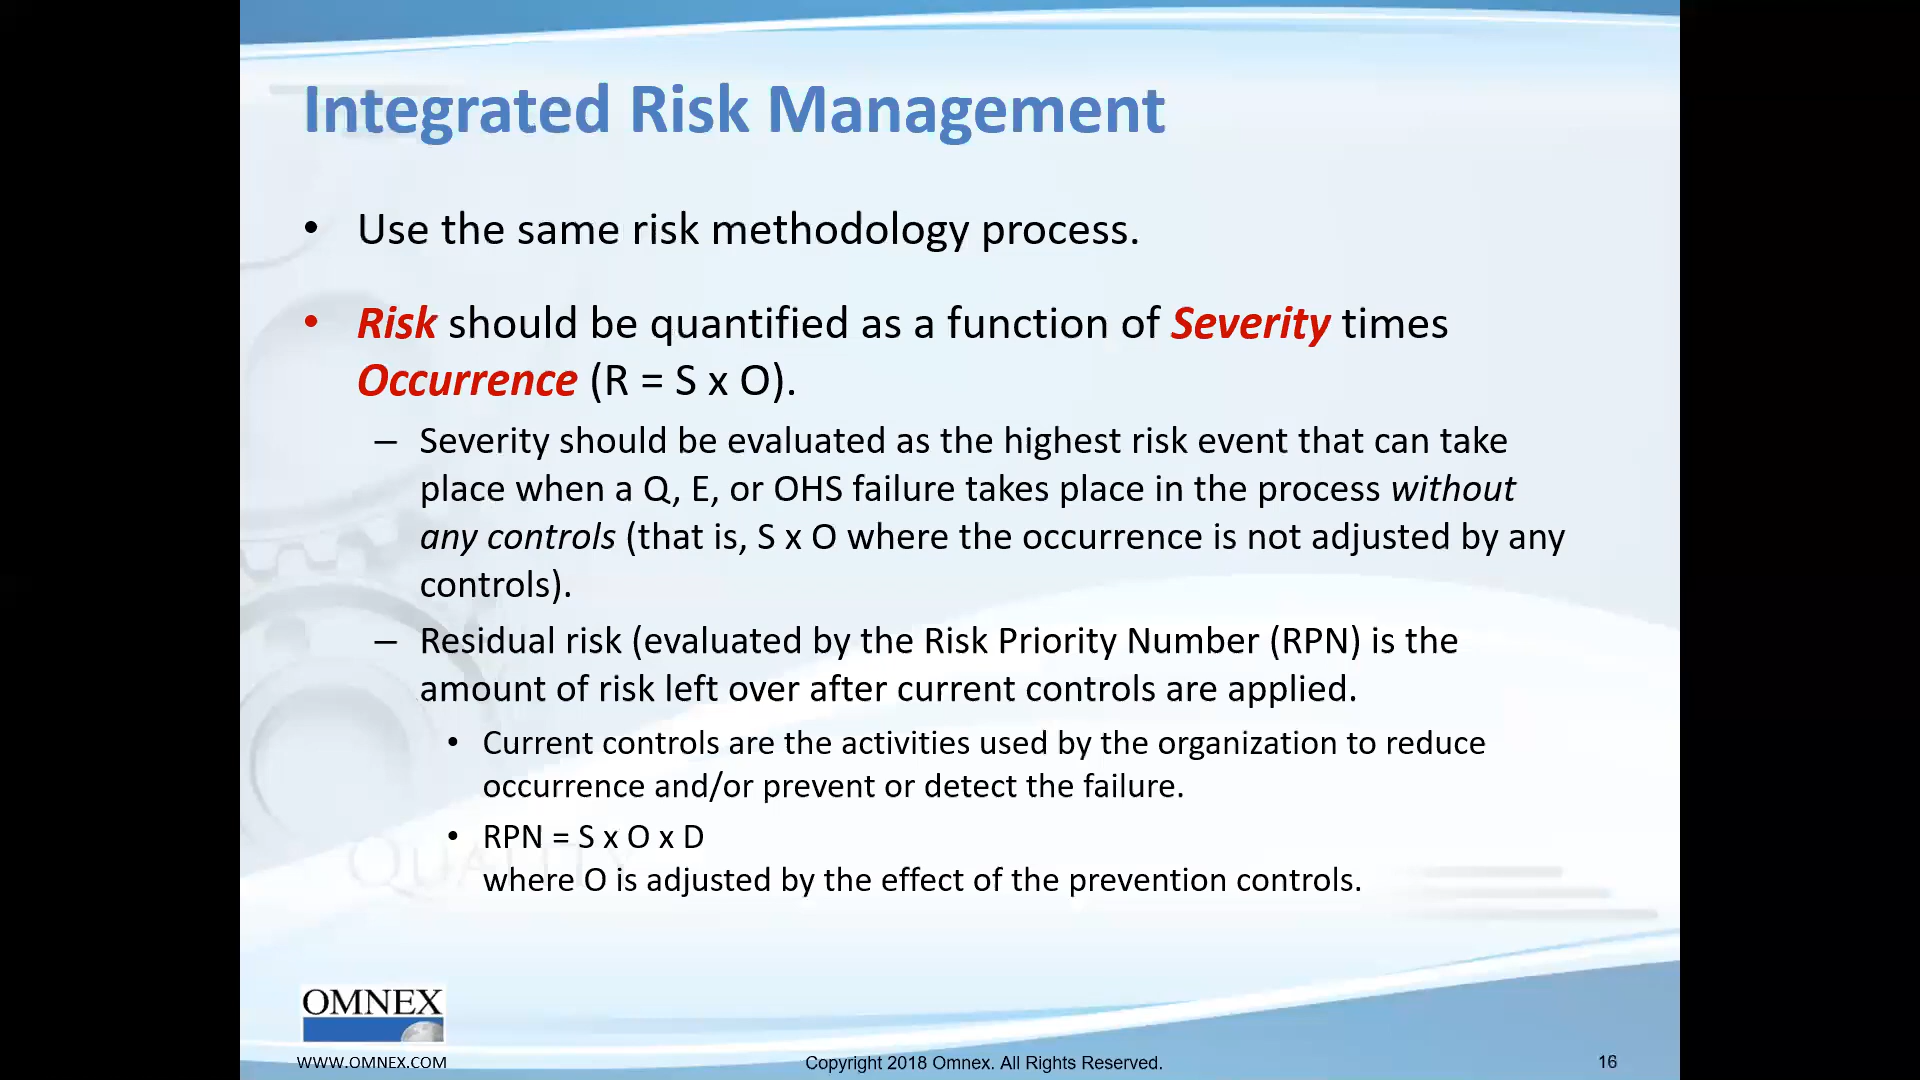 Integrated Risk Management
• Use the same risk methodology process.
• Risk should be quantified as a function of Severity times
Occurrence (R = S x O).
– Severity should be evaluated as the highest risk event that can take
place when a Q, E, or OHS failure takes place in the process without
any controls (that is, S x O where the occurrence is not adjusted by any
controls).
– Residual risk (evaluated by the Risk Priority Number (RPN) is the
amount of risk left over after current controls are applied.
• Current controls are the activities used by the organization to reduce
occurrence and/or prevent or detect the failure.
• RPN = S x O x D
where O is adjusted by the effect of the prevention controls.
QUALITY
OMNEX
WWW.OMNEX.COM
Copyright 2018 Omnex. All Rights Reserved.
16